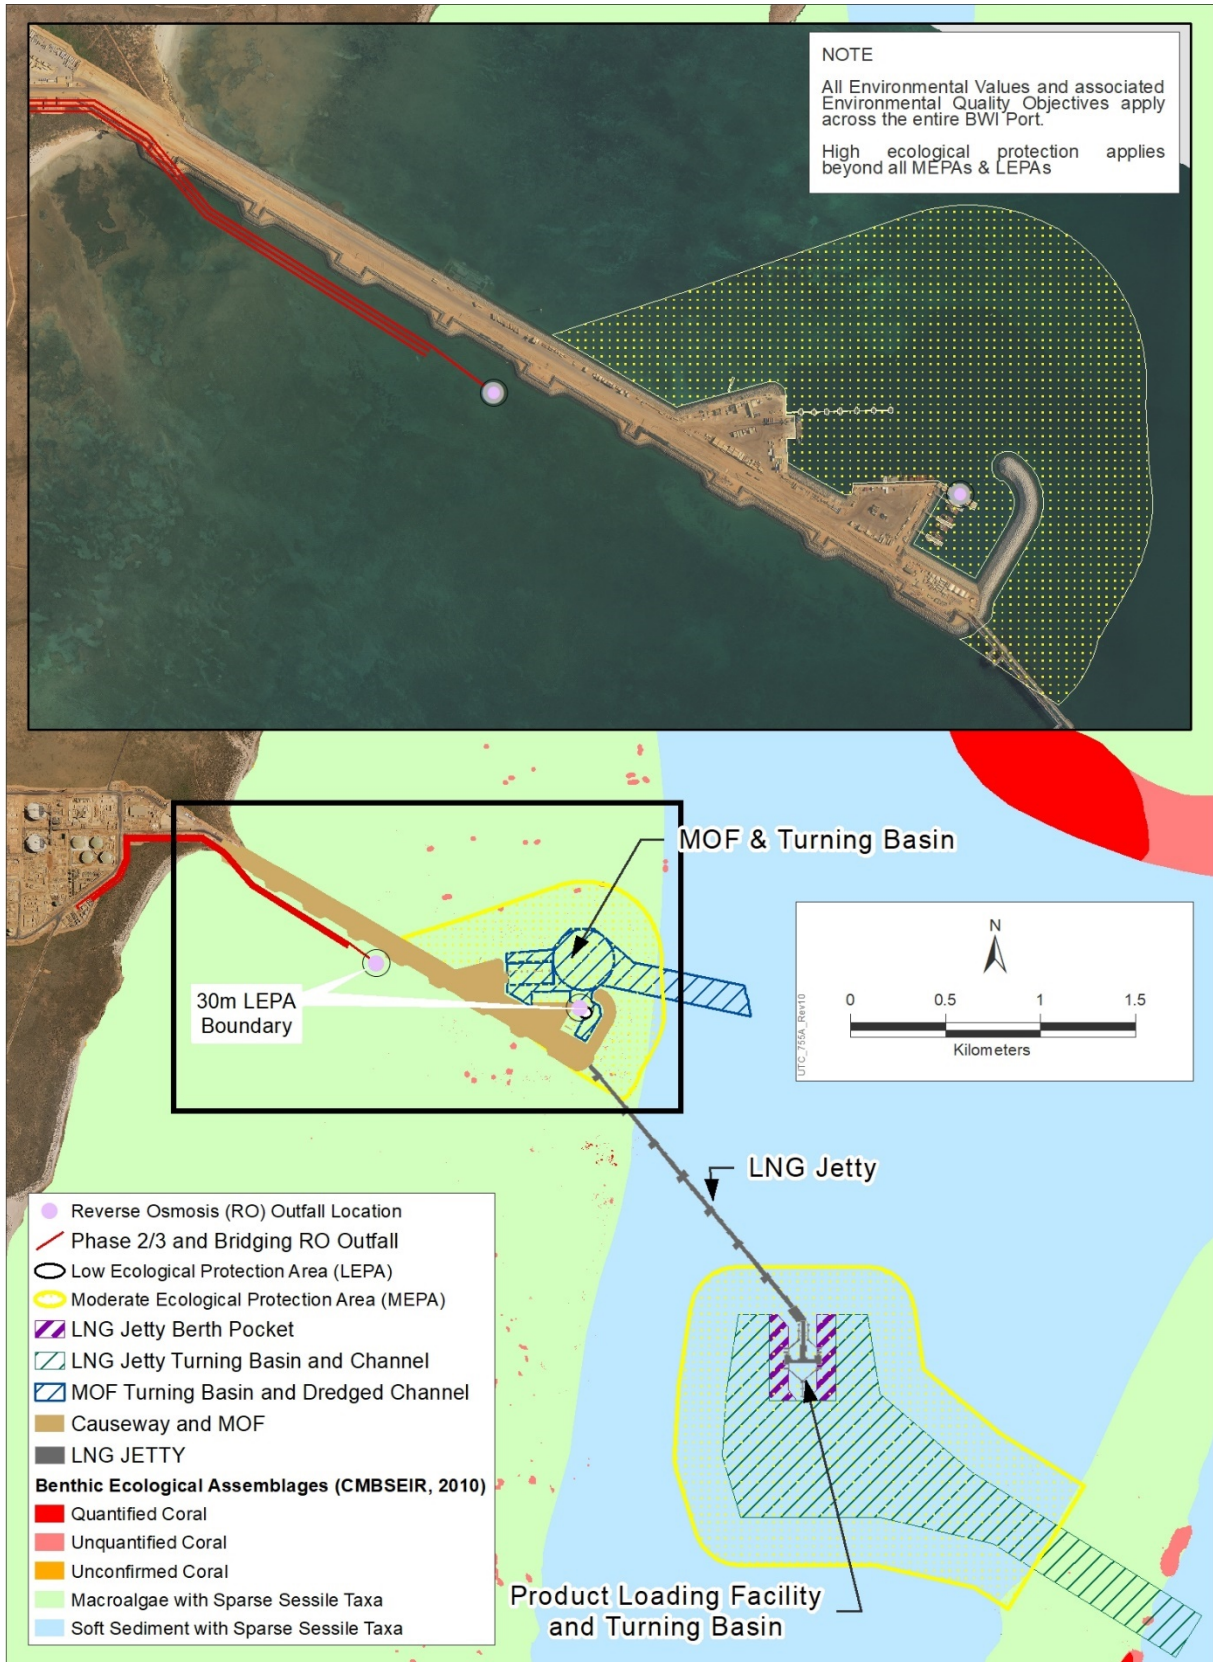 NOTE
All Environmental Values and associated
Environmental Quality Objectives apply
across the entire BWI Port.
High ecological protection applies
beyond all MEPAs & LEPAs
MOF & Turning Basin
N
0 0.5 1 1.5
Kilometers
UTC_755A_Rev10
30m LEPA
Boundary
LNG Jetty
Reverse Osmosis (RO) Outfall Location
Phase 2/3 and Bridging RO Outfall
Low Ecological Protection Area (LEPA)
Moderate Ecological Protection Area (MEPA)
LNG Jetty Berth Pocket
LNG Jetty Turning Basin and Channel
MOF Turning Basin and Dredged Channel
Causeway and MOF
LNG JETTY
Benthic Ecological Assemblages (CMBSEIR, 2010)
Quantified Coral
Unquantified Coral
Unconfirmed Coral
Macroalgae with Sparse Sessile Taxa
Soft Sediment with Sparse Sessile Taxa
Product Loading Facility
and Turning Basin